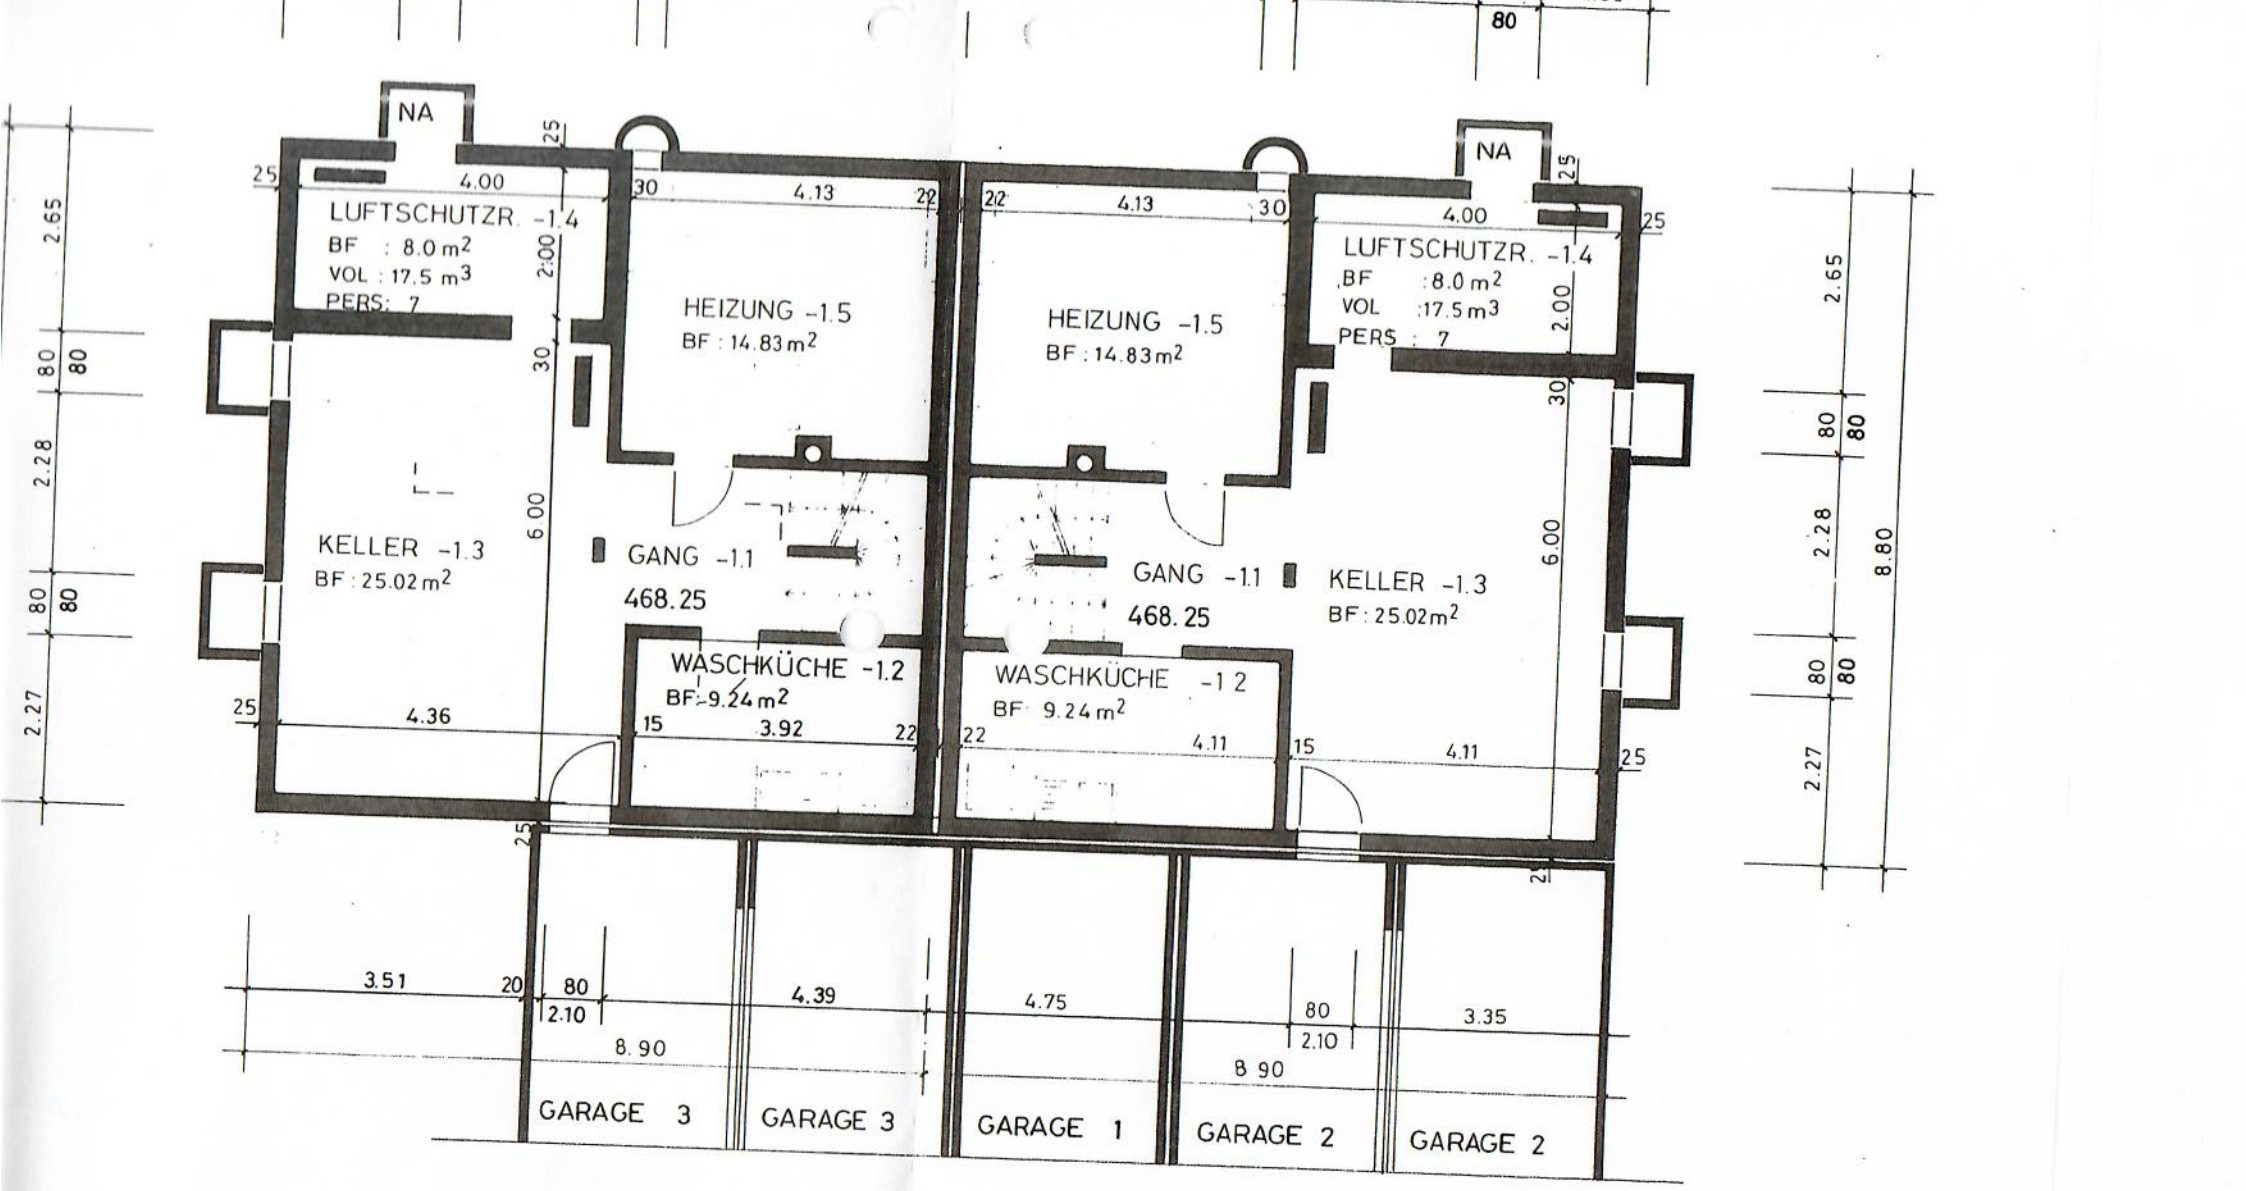 80
NA
NA
25
25
25
4.00
30
4.13
22
22
4.13
30
4.00
25
2.65
LUFTSCHUTZR. -1.4
BF : 8.0 m2
VOL : 17.5 m3
PERS: 7
2.00
LUFTSCHUTZR. -1.4
BF :8.0 m2
VOL :17.5 m3
PERS : 7
2.00
2.65
HEIZUNG -1.5
BF : 14.83 m2
HEIZUNG -1.5
BF : 14.83 m2
80
80
30
30
80
80
2.28
6.00
6.00
2.28
8.80
KELLER -1.3
BF : 25.02 m2
GANG -1.1
468.25
GANG -1.1
468.25
KELLER -1.3
BF : 25.02 m2
80
80
80
80
WASCHKÜCHE -1.2
BF: 9.24 m2
WASCHKÜCHE -1 2
BF 9.24 m2
2.27
25
4.36
15
3.92
22
22
4.11
15
4.11
25
2.27
25
3.51
20
80
2.10
4.39
4.75
80
2.10
3.35
8.90
8 90
GARAGE 3
GARAGE 3
GARAGE 1
GARAGE 2
GARAGE 2